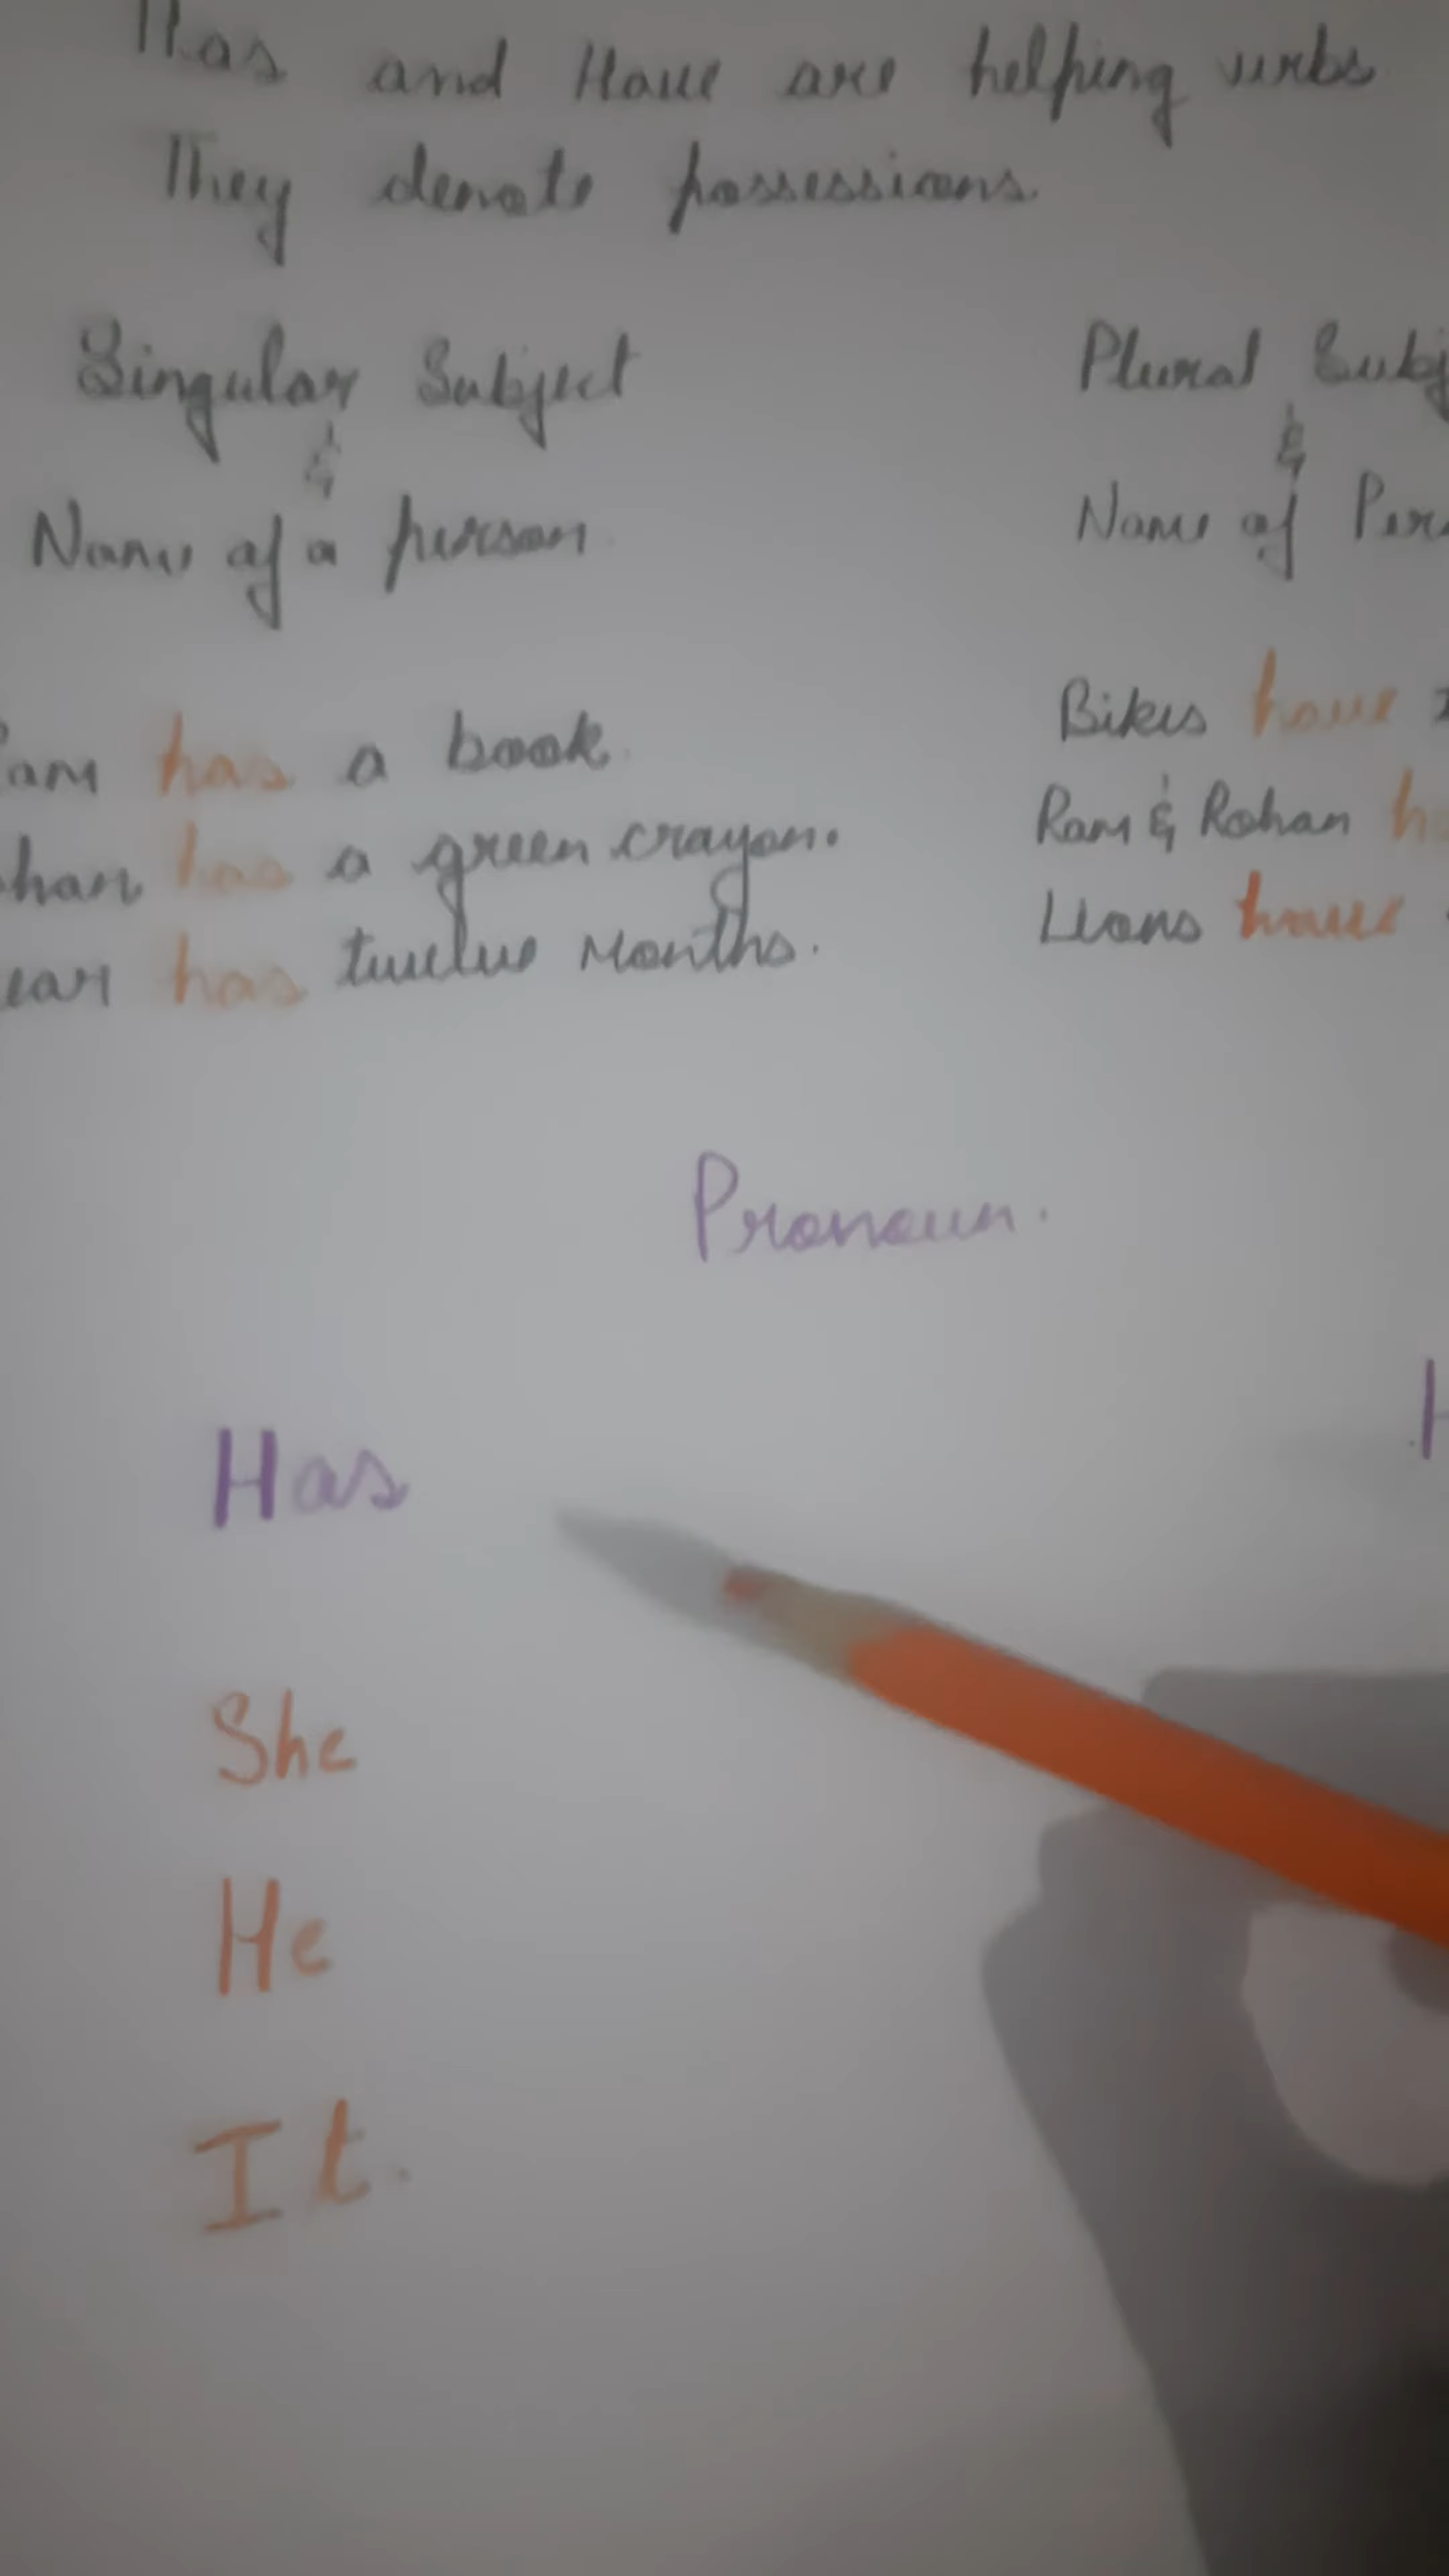 Has and Have are helping verbs
They denote possessions.
Singular Subject
&
Name of a person.
has a book.
has a green crayon.
has twelve Months.
Plural
&
Name of
Bikes have
Ram & Rohan
Lions have
Pronoun.
Has
She
He
It.